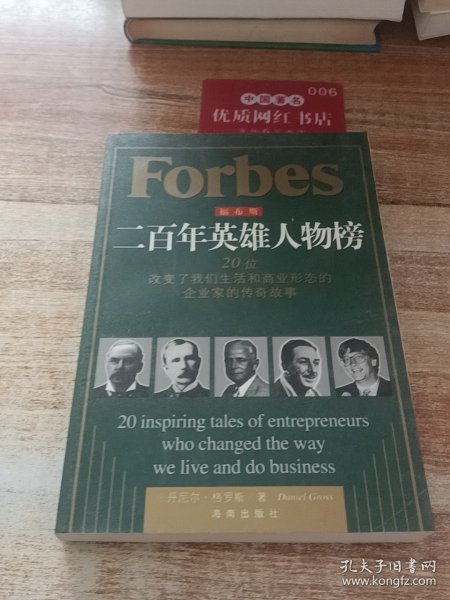 006
中国著名
优质网红书店
Forbes
福布斯
二百年英雄人物榜
20位
改变了我们生活和商业形态的
企业家的传奇故事
20 inspiring tales of entrepreneurs
who changed the way
we live and do business
丹尼尔·格罗斯 著 Daniel Gross
海南出版社
孔夫子旧书网
www.kongfz.com